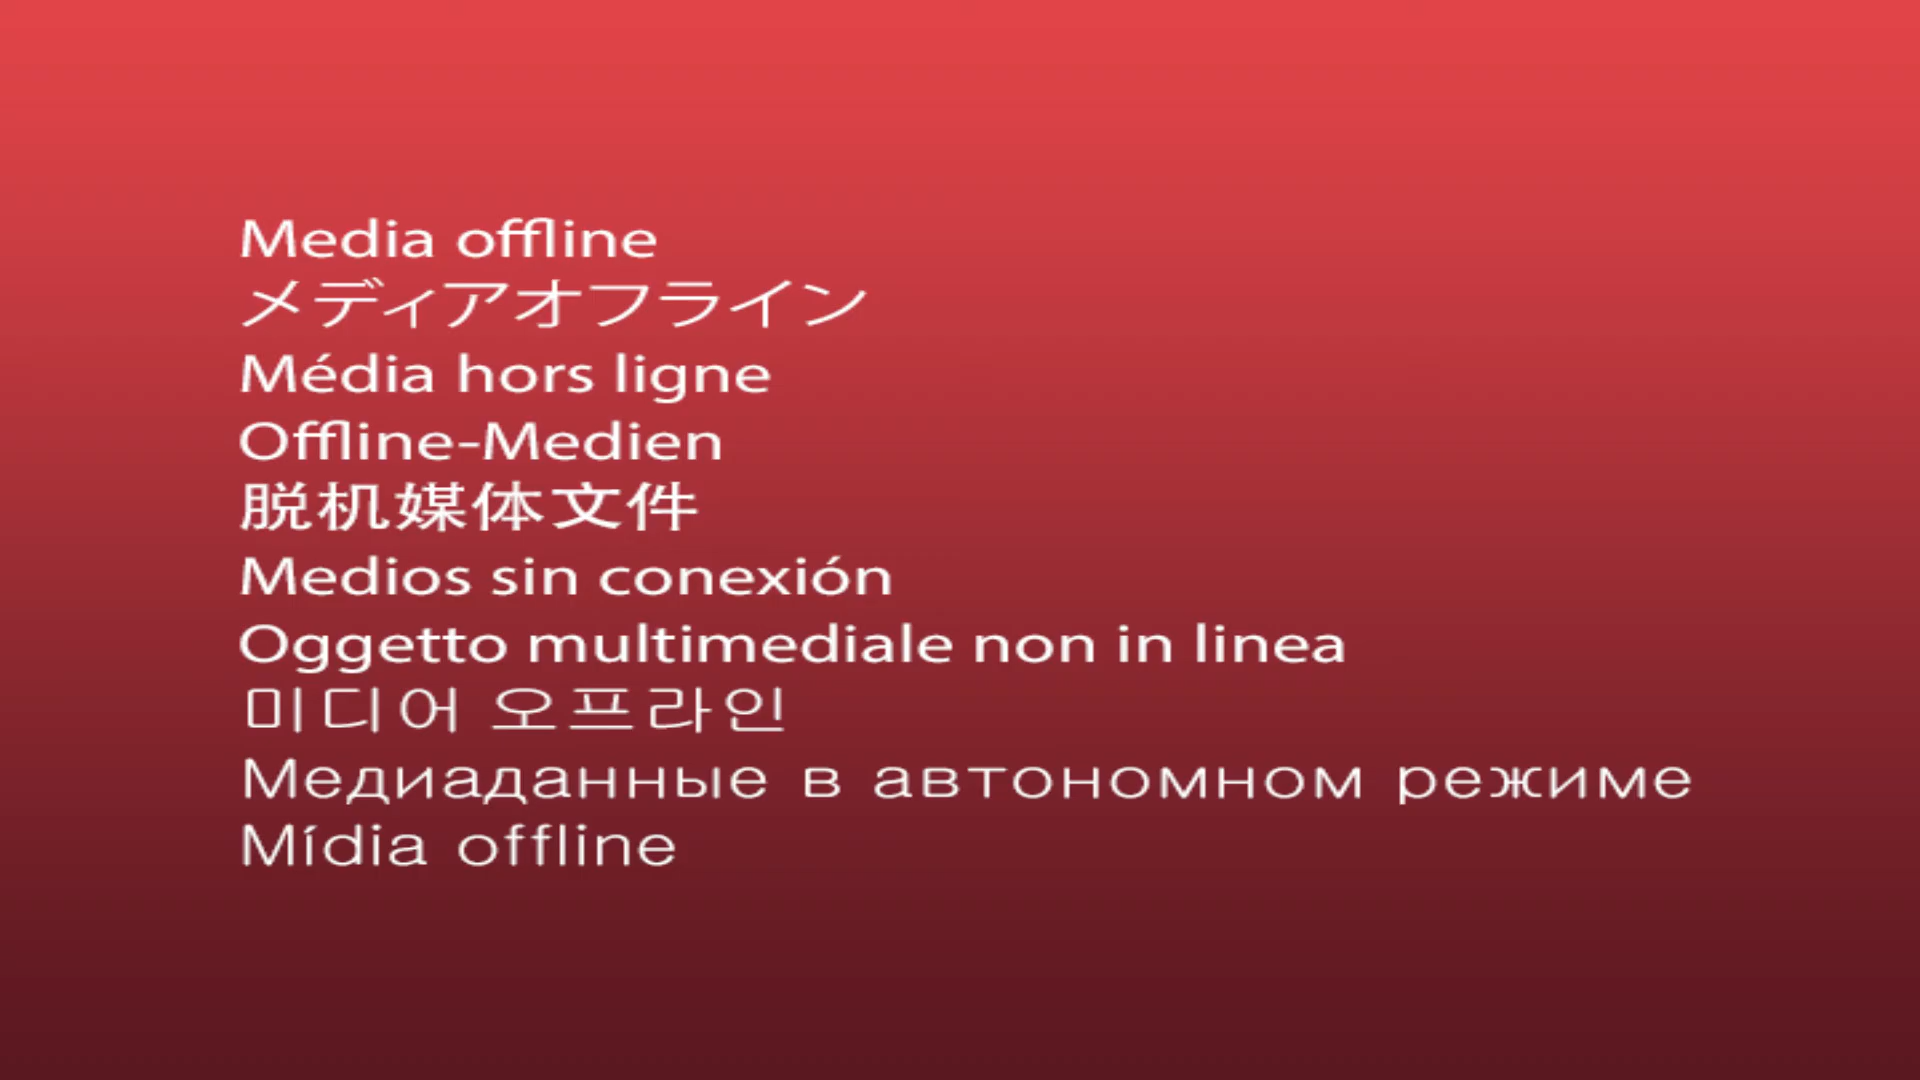 Media offline
メディアオフライン
Média hors ligne
Offline-Medien
脱机媒体文件
Medios sin conexión
Oggetto multimediale non in linea
미디어 오프라인
Медиаданные в автономном режиме
Mídia offline